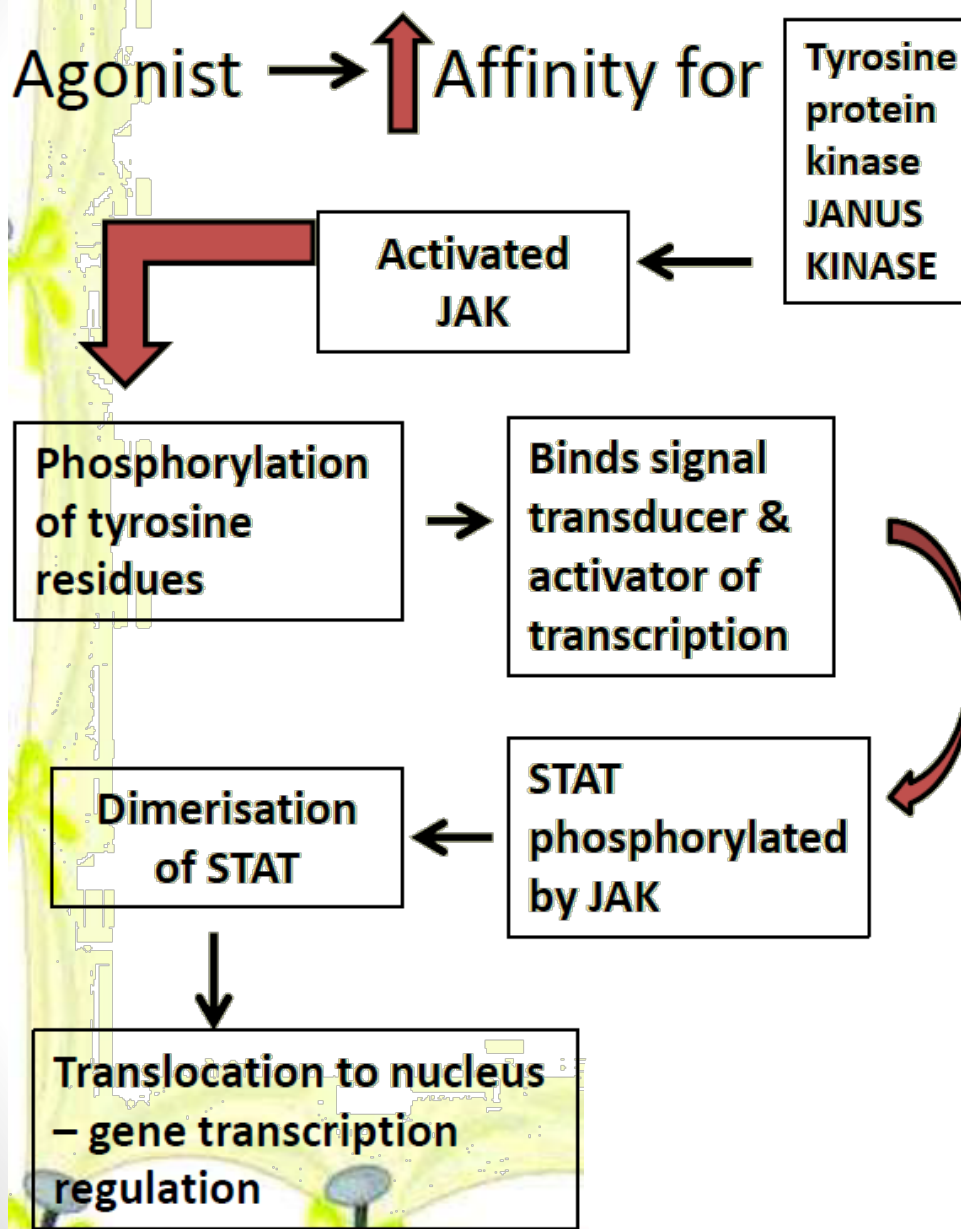 Agonist → Affinity for
Tyrosine
protein
kinase
JANUS
KINASE
Activated
JAK
Phosphorylation
of tyrosine
residues
Binds signal
transducer &
activator of
transcription
STAT
phosphorylated
by JAK
Dimerisation
of STAT
Translocation to nucleus
– gene transcription
regulation